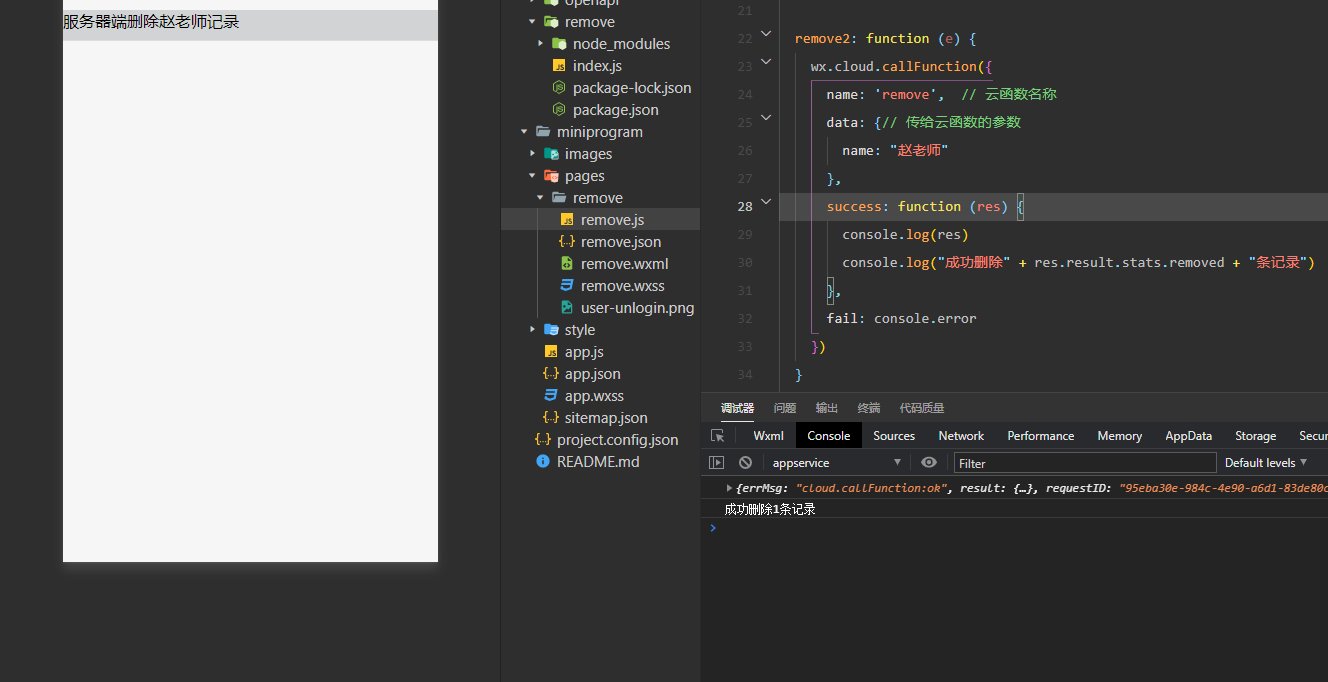 服务器端删除赵老师记录
openapi
remove
node_modules
index.js
package-lock.json
package.json
miniprogram
images
pages
remove
remove.js
remove.json
remove.wxml
remove.wxss
user-unlogin.png
style
app.js
app.json
app.wxss
sitemap.json
project.config.json
README.md
21
22 remove2: function (e) {
23 wx.cloud.callFunction({
24 name: 'remove', // 云函数名称
25 data: {// 传给云函数的参数
26 name: "赵老师"
27 },
28 success: function (res) {
29 console.log(res)
30 console.log("成功删除" + res.result.stats.removed + "条记录")
31 },
32 fail: console.error
33 })
34 }
调试器 问题 输出 终端 代码质量
Wxml Console Sources Network Performance Memory AppData Storage Secur
appservice Filter Default levels
{errMsg: "cloud.callFunction:ok", result: {…}, requestID: "95eba30e-984c-4e90-a6d1-83de80c
成功删除1条记录